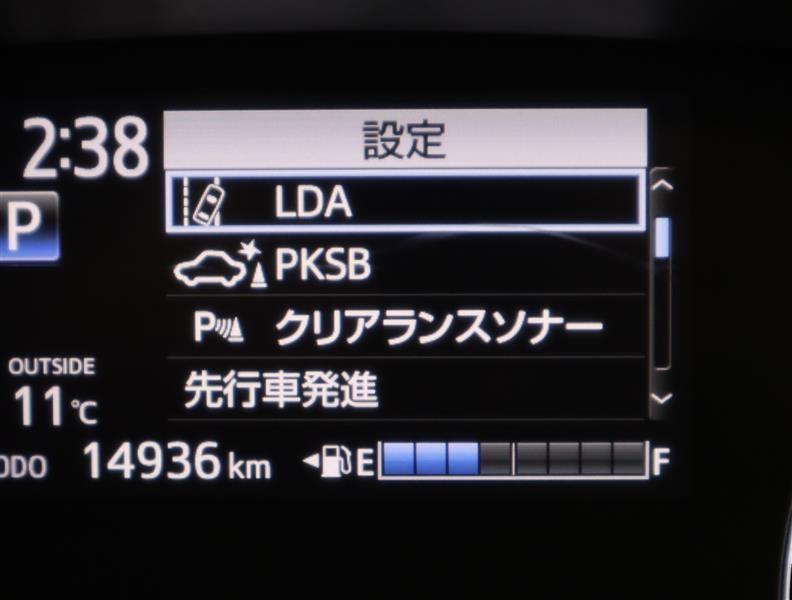 設定
2:38
LDA
P
PKSB
P クリアランスソナー
OUTSIDE
先行車発進
11℃
ODO 14936 km E F